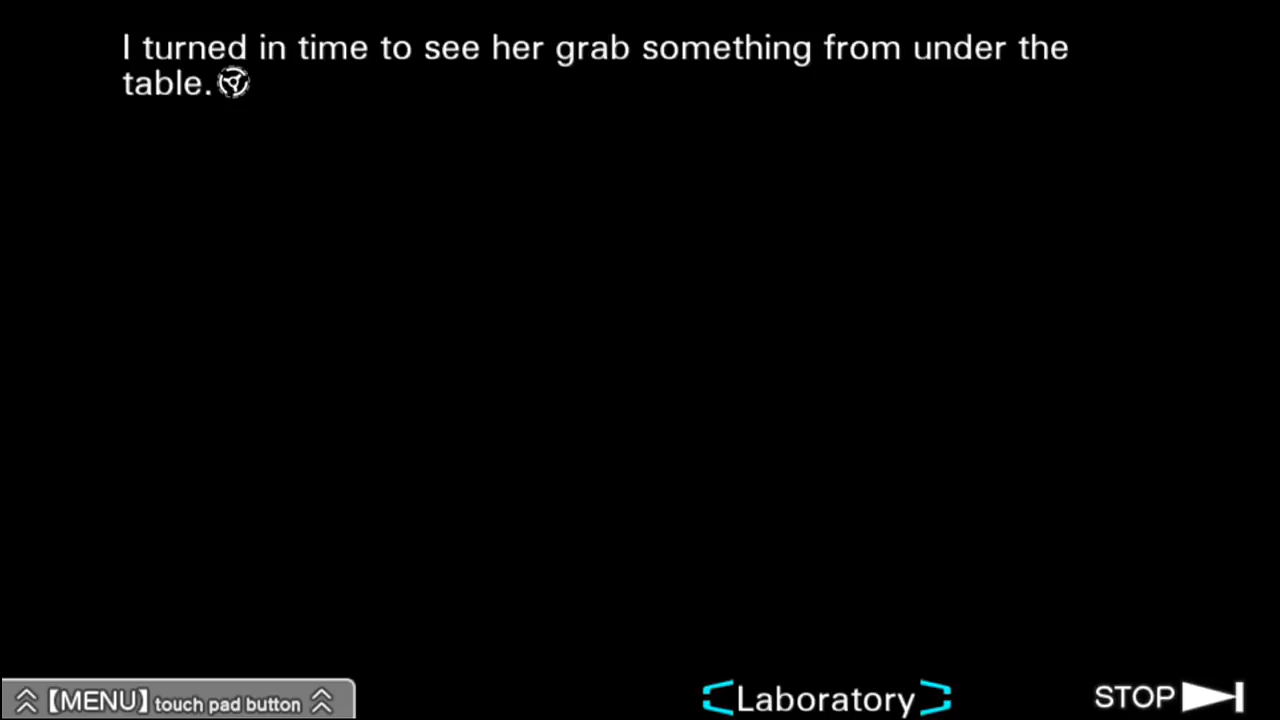 I turned in time to see her grab something from under the
table.
【MENU】 touch pad button
Laboratory
STOP